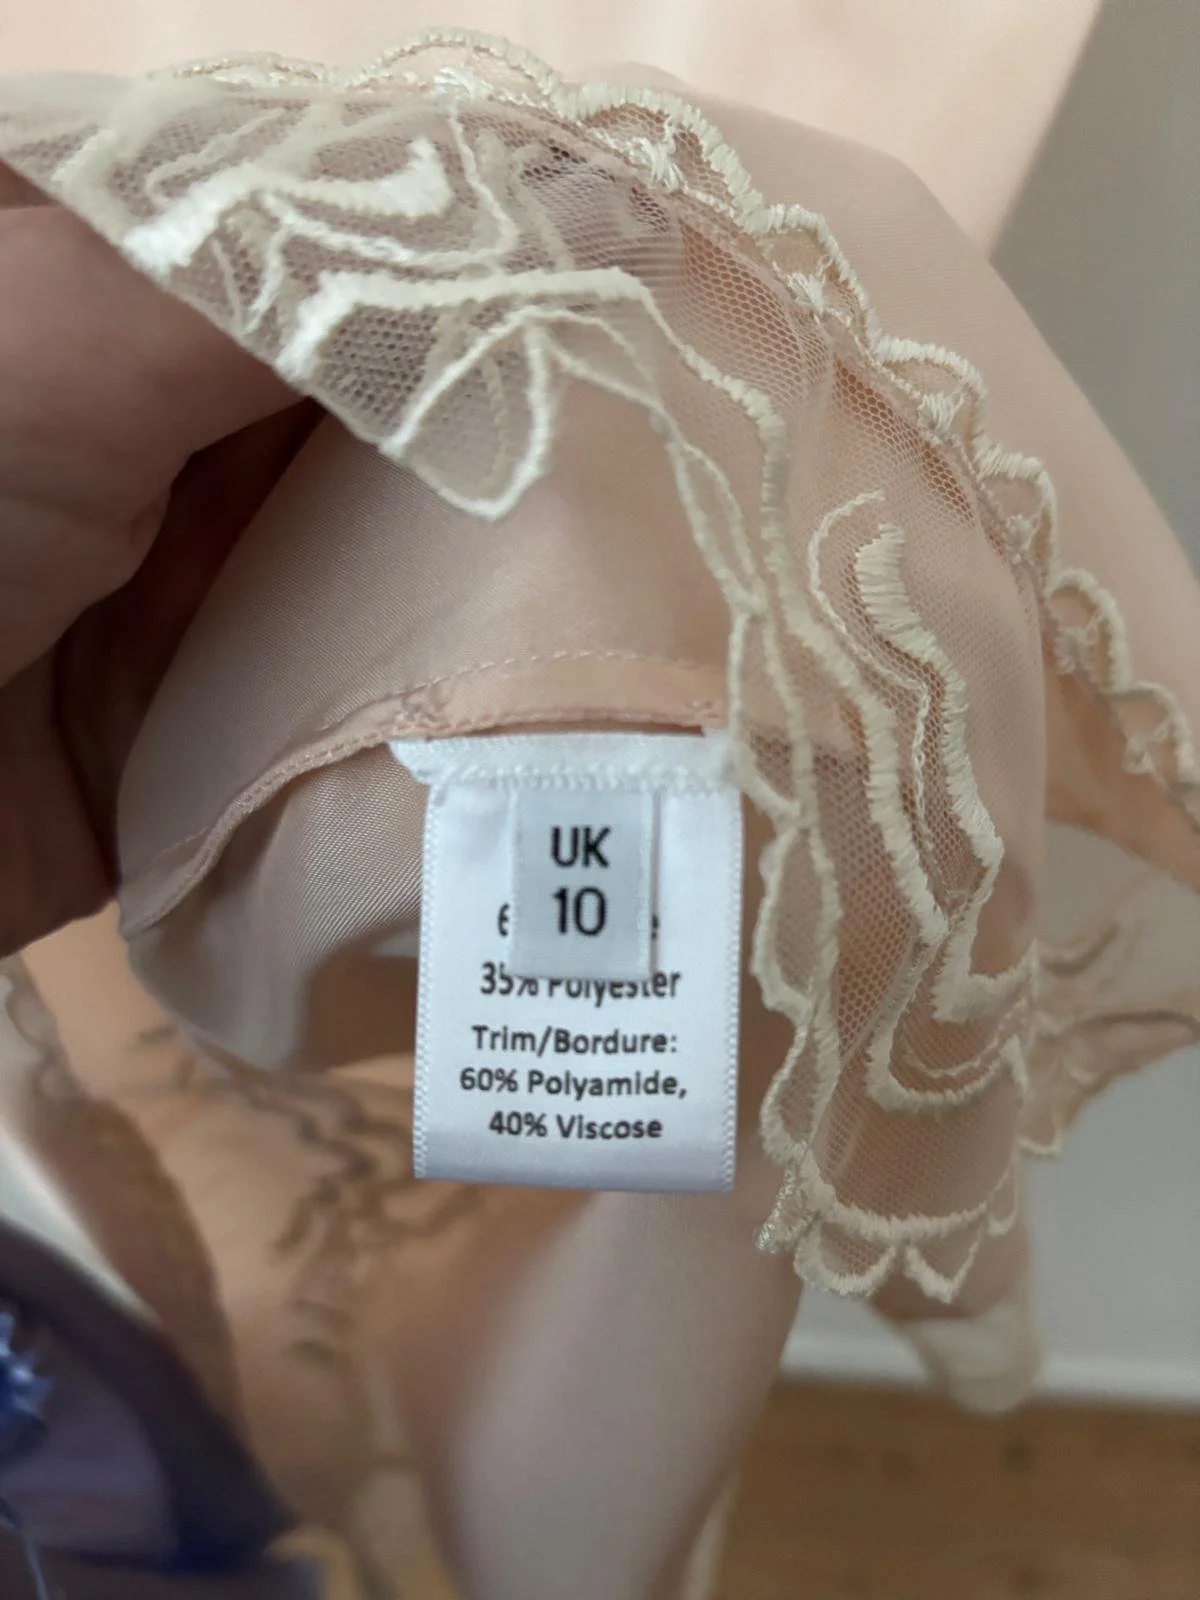 UK
10
35% Polyester
Trim/Bordure:
60% Polyamide,
40% Viscose